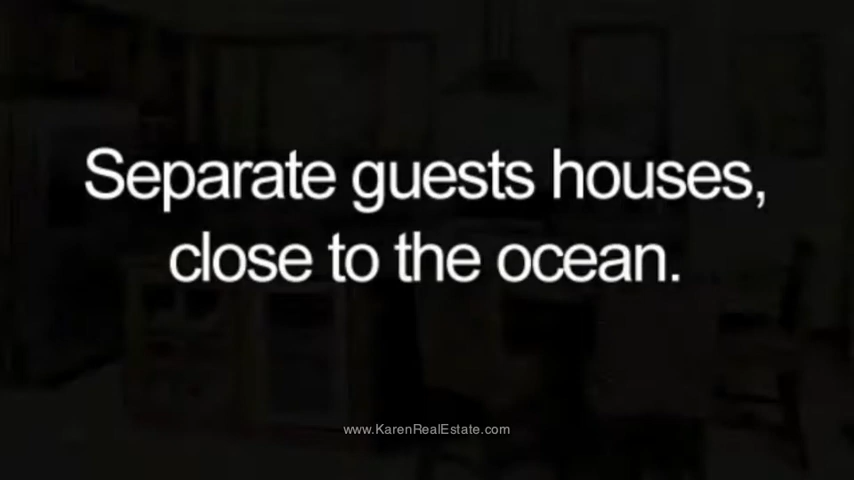 Separate guests houses,
close to the ocean.
www.KarenRealEstate.com